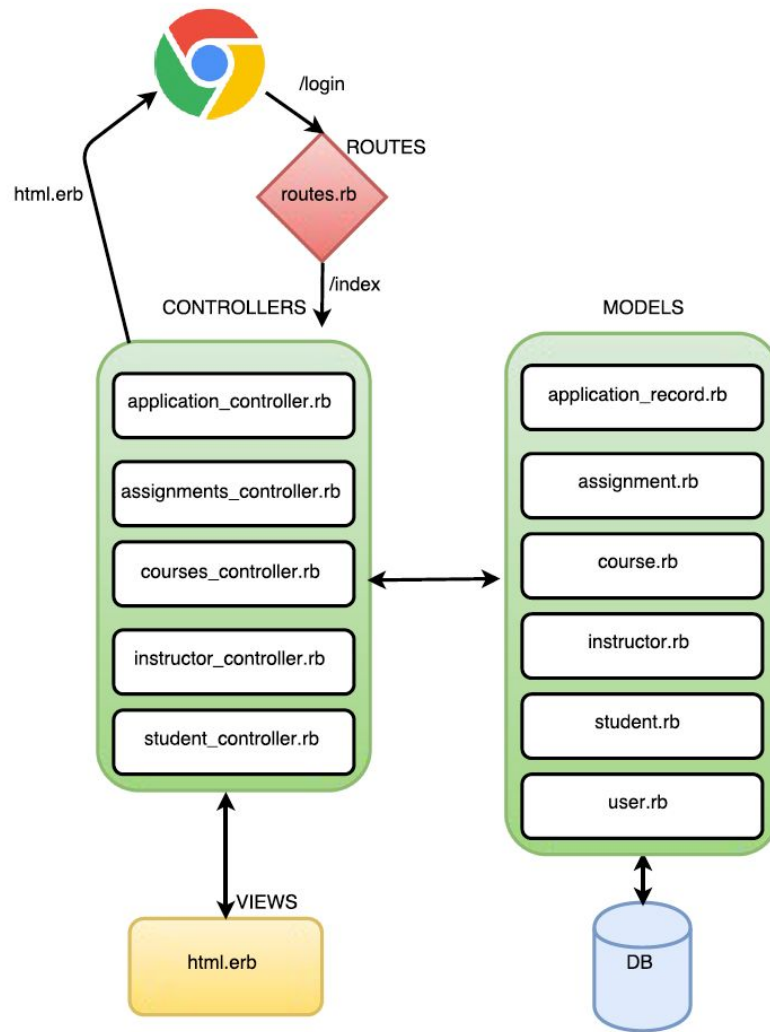 /login
ROUTES
html.erb
routes.rb
/index
CONTROLLERS
MODELS
application_controller.rb
application_record.rb
assignments_controller.rb
assignment.rb
courses_controller.rb
course.rb
instructor_controller.rb
instructor.rb
student_controller.rb
student.rb
user.rb
VIEWS
html.erb
DB